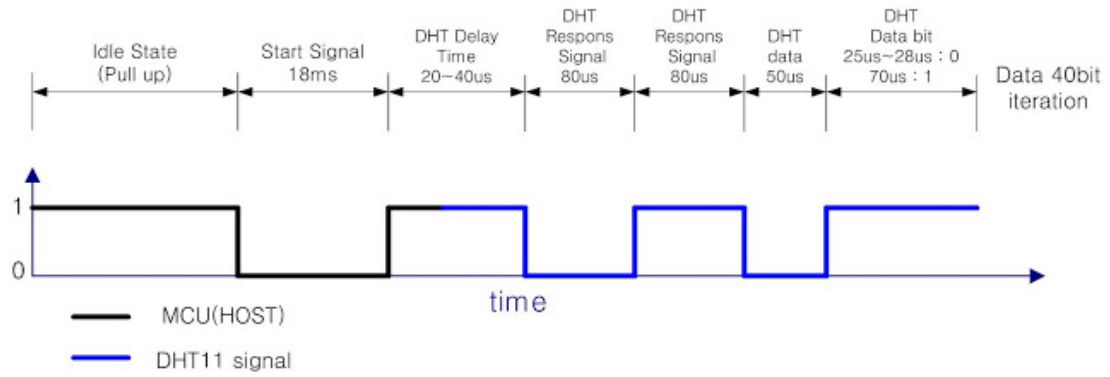 Idle State
(Pull up)
Start Signal
18ms
DHT Delay
Time
20~40us
DHT
Respons
Signal
80us
DHT
Respons
Signal
80us
DHT
data
50us
DHT
Data bit
25us~28us : 0
70us : 1
Data 40bit
iteration
1
0
time
MCU(HOST)
DHT11 signal